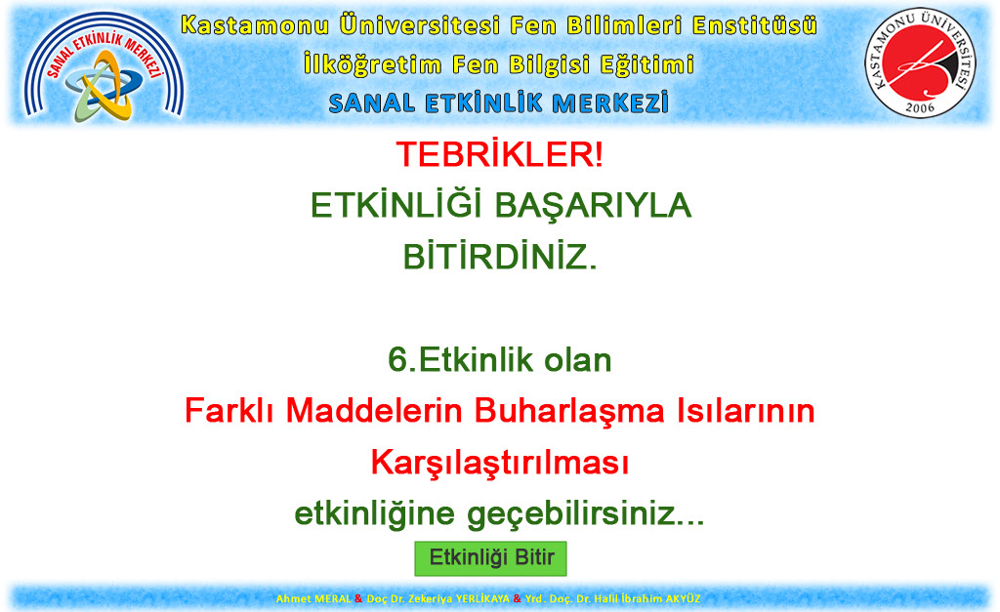 Kastamonu Üniversitesi Fen Bilimleri Enstitüsü
İlköğretim Fen Bilgisi Eğitimi
SANAL ETKİNLİK MERKEZİ
SANAL ETKİNLİK MERKEZİ
KASTAMONU ÜNİVERSİTESİ
2006
TEBRİKLER!
ETKİNLİĞİ BAŞARIYLA
BİTİRDİNİZ.
6.Etkinlik olan
Farklı Maddelerin Buharlaşma Isılarının
Karşılaştırılması
etkinliğine geçebilirsiniz...
Etkinliği Bitir
Ahmet MERAL & Doç Dr. Zekeriya YERLİKAYA & Yrd. Doç. Dr. Halil İbrahim AKYÜZ